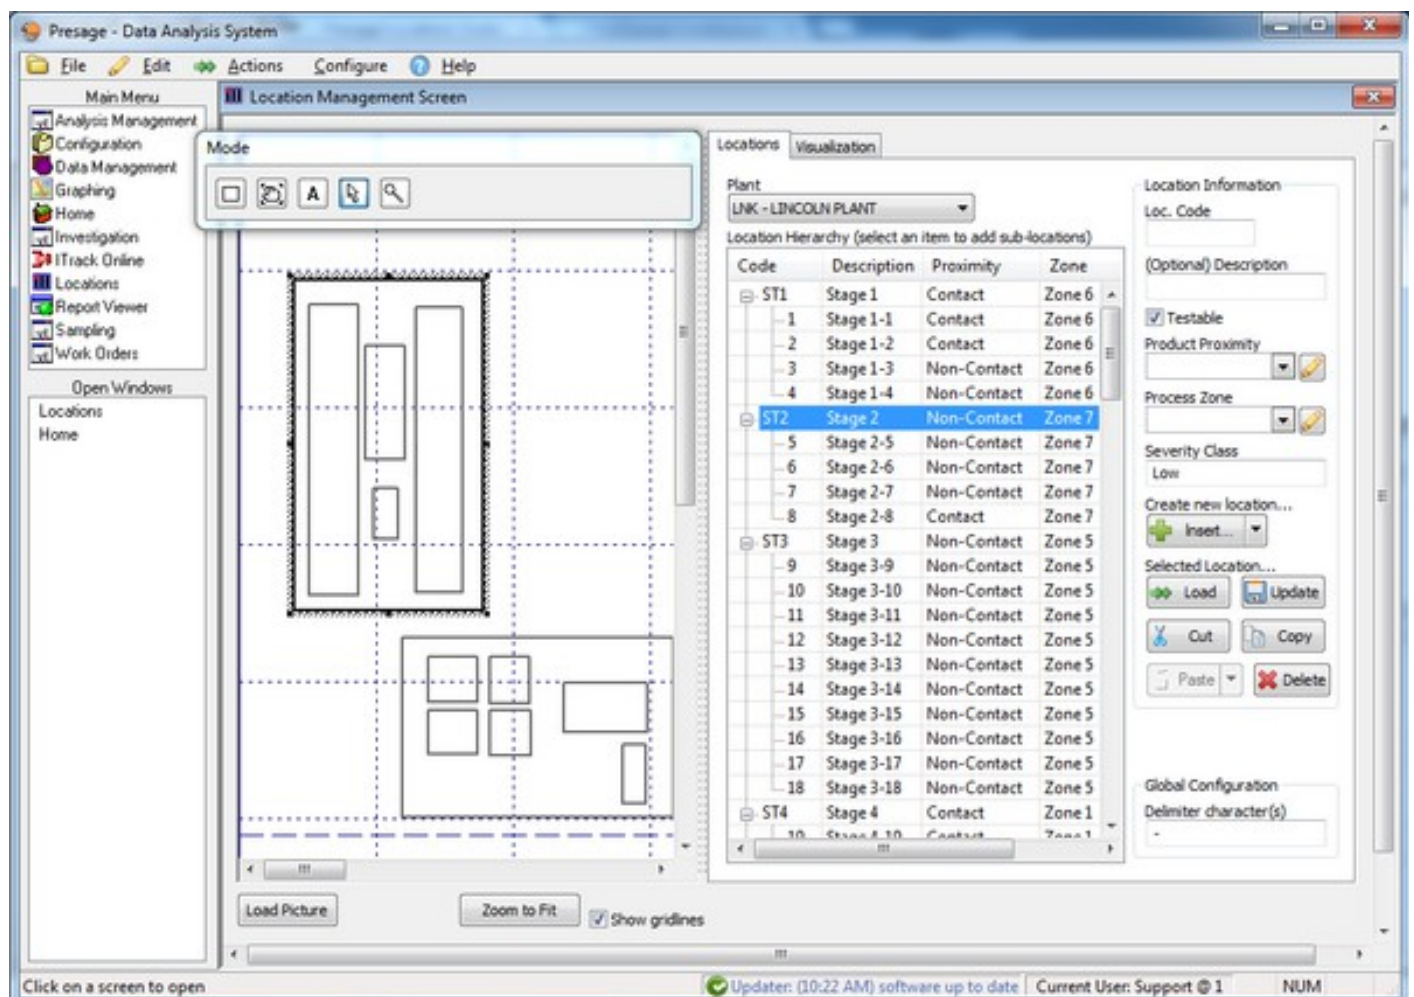 Presage - Data Analysis System
File Edit Actions Configure Help
Main Menu
Analysis Management
Configuration
Data Management
Graphing
Home
Investigation
ITrack Online
Locations
Report Viewer
Sampling
Work Orders
Open Windows
Locations
Home
Location Management Screen
Mode
A
Load Picture
Zoom to Fit
Show gridlines
Locations Visualization
Plant
LNK - LINCOLN PLANT
Location Hierarchy (select an item to add sub-locations)
Code Description Proximity Zone
ST1 Stage 1 Contact Zone 6
1 Stage 1-1 Contact Zone 6
2 Stage 1-2 Contact Zone 6
3 Stage 1-3 Non-Contact Zone 6
4 Stage 1-4 Non-Contact Zone 6
ST2 Stage 2 Non-Contact Zone 7
5 Stage 2-5 Non-Contact Zone 7
6 Stage 2-6 Non-Contact Zone 7
7 Stage 2-7 Non-Contact Zone 7
8 Stage 2-8 Contact Zone 7
ST3 Stage 3 Non-Contact Zone 5
9 Stage 3-9 Non-Contact Zone 5
10 Stage 3-10 Non-Contact Zone 5
11 Stage 3-11 Non-Contact Zone 5
12 Stage 3-12 Non-Contact Zone 5
13 Stage 3-13 Non-Contact Zone 5
14 Stage 3-14 Non-Contact Zone 5
15 Stage 3-15 Non-Contact Zone 5
16 Stage 3-16 Non-Contact Zone 5
17 Stage 3-17 Non-Contact Zone 5
18 Stage 3-18 Non-Contact Zone 5
ST4 Stage 4 Contact Zone 1
19 Stage 4-19 Contact Zone 1
Location Information
Loc. Code
(Optional) Description
Testable
Product Proximity
Process Zone
Severity Class
Low
Create new location...
Insert...
Selected Location...
Load Update
Cut Copy
Paste Delete
Global Configuration
Delimiter character(s)
-
Click on a screen to open
Updater: (10:22 AM) software up to date
Current User: Support @ 1
NUM